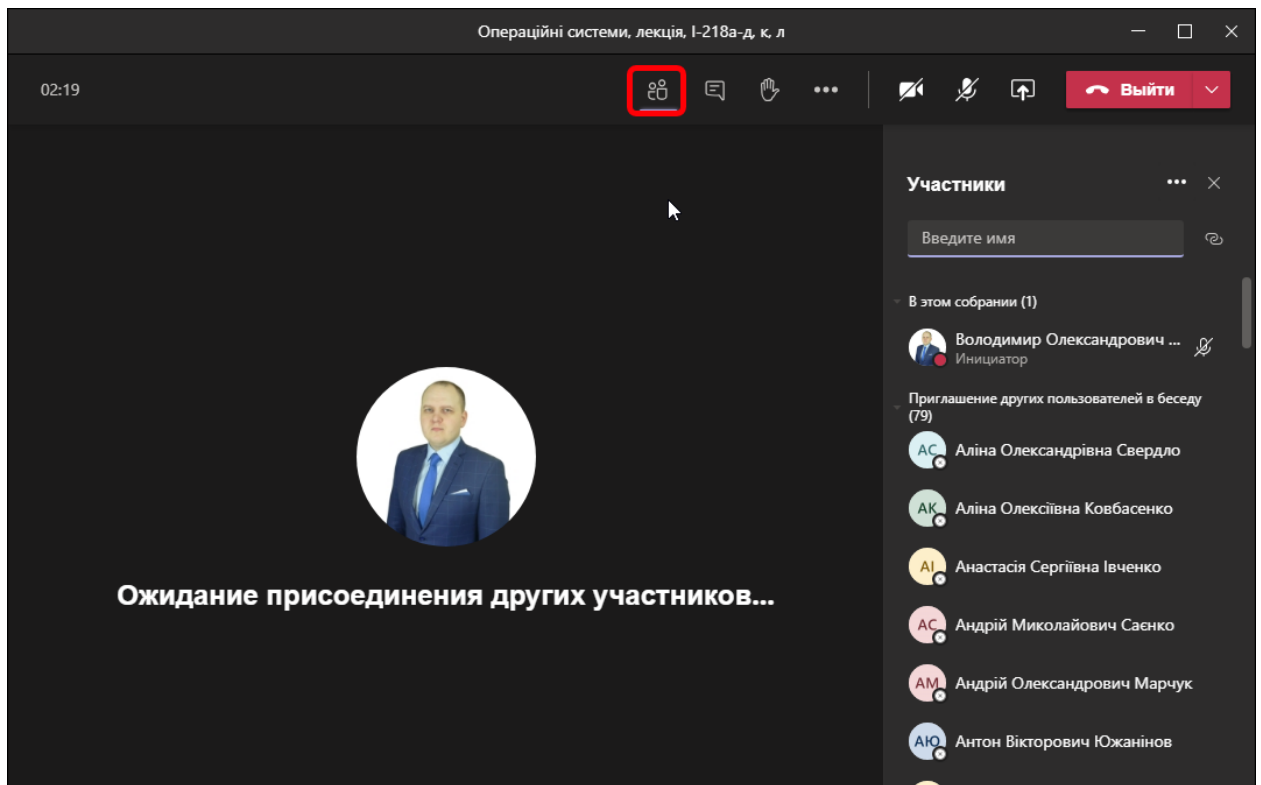 Операційні системи, лекція, І-218а-д, к, л
02:19
Выйти
Участники
Введите имя
В этом собрании (1)
Володимир Олександрович ...
Инициатор
Приглашение других пользователей в беседу
(79)
АС Аліна Олександрівна Свердло
АК Аліна Олексіївна Ковбасенко
АІ Анастасія Сергіївна Івченко
АС Андрій Миколайович Саєнко
АМ Андрій Олександрович Марчук
АЮ Антон Вікторович Южанінов
Ожидание присоединения других участников...